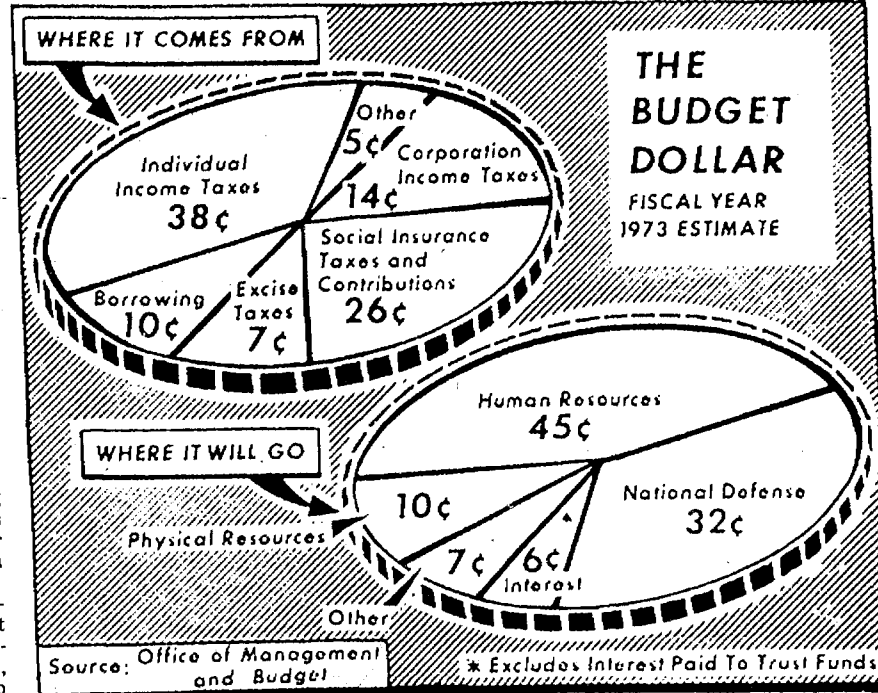 WHERE IT COMES FROM
THE
BUDGET
DOLLAR
FISCAL YEAR
1973 ESTIMATE
Other
5¢
Corporation
Income Taxes
14¢
Individual
Income Taxes
38¢
Social Insurance
Taxes and
Contributions
26¢
Borrowing
10¢
Excise
Taxes
7¢
Human Resources
45¢
WHERE IT WILL GO
National Defense
32¢
10¢
Physical Resources
7¢
6¢
*
Interest
Other
Source: Office of Management
and Budget
* Excludes Interest Paid To Trust Funds